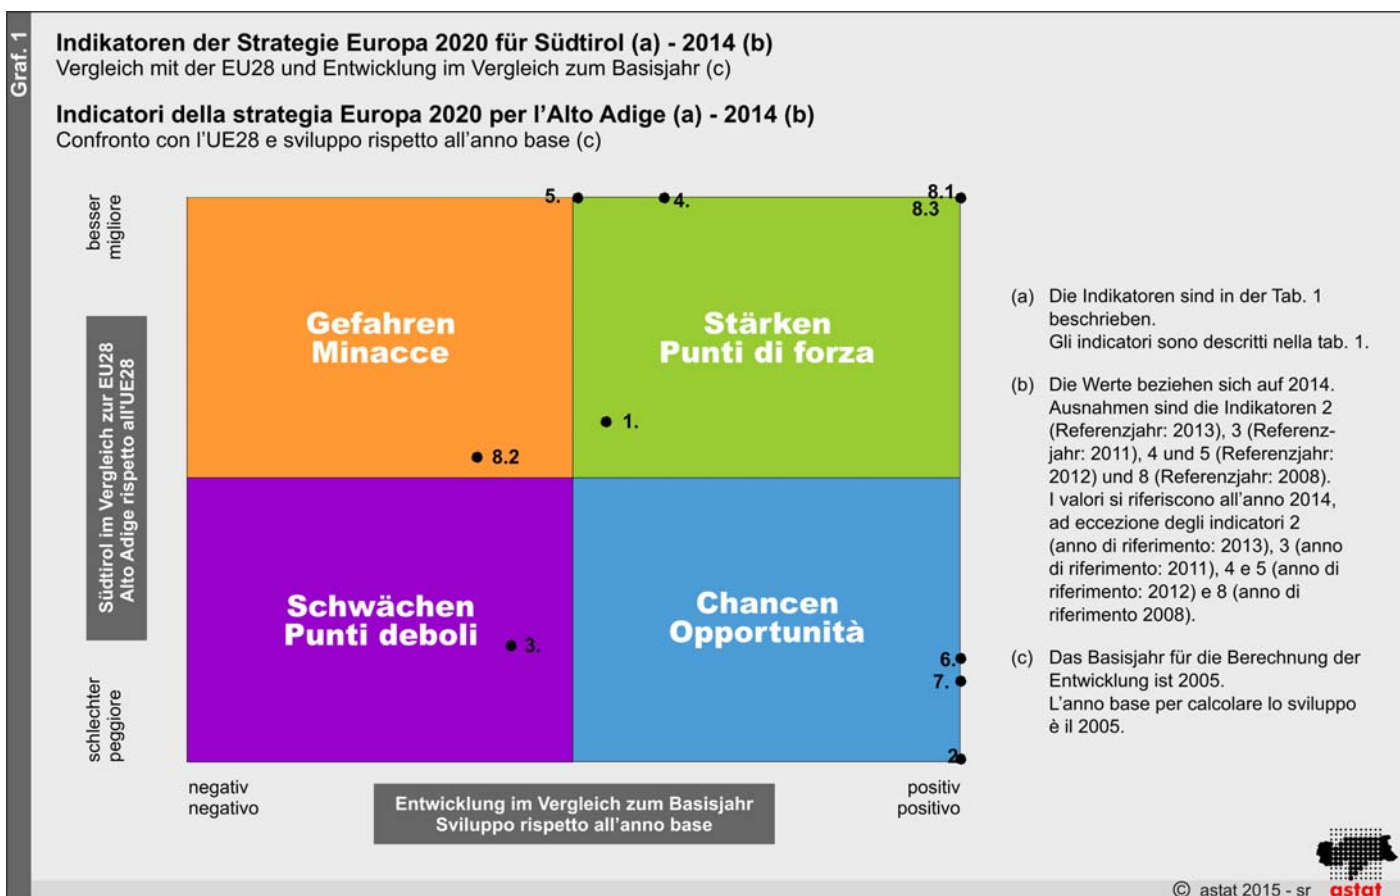 Graf. 1
Indikatoren der Strategie Europa 2020 für Südtirol (a) - 2014 (b)
Vergleich mit der EU28 und Entwicklung im Vergleich zum Basisjahr (c)
Indicatori della strategia Europa 2020 per l'Alto Adige (a) - 2014 (b)
Confronto con l'UE28 e sviluppo rispetto all'anno base (c)
besser
migliore
Südtirol im Vergleich zur EU28
Alto Adige rispetto all'UE28
schlechter
peggiore
5.
4.
8.1
8.3
Gefahren
Minacce
Stärken
Punti di forza
1.
8.2
Schwächen
Punti deboli
3.
Chancen
Opportunità
6.
7.
2.
negativ
negativo
Entwicklung im Vergleich zum Basisjahr
Sviluppo rispetto all'anno base
positiv
positivo
(a) Die Indikatoren sind in der Tab. 1
beschrieben.
Gli indicatori sono descritti nella tab. 1.
(b) Die Werte beziehen sich auf 2014.
Ausnahmen sind die Indikatoren 2
(Referenzjahr: 2013), 3 (Referenz-
jahr: 2011), 4 und 5 (Referenzjahr:
2012) und 8 (Referenzjahr: 2008).
I valori si riferiscono all'anno 2014,
ad eccezione degli indicatori 2
(anno di riferimento: 2013), 3 (anno
di riferimento: 2011), 4 e 5 (anno di
riferimento: 2012) e 8 (anno di
riferimento 2008).
(c) Das Basisjahr für die Berechnung der
Entwicklung ist 2005.
L'anno base per calcolare lo sviluppo
è il 2005.
© astat 2015 - sr
astat